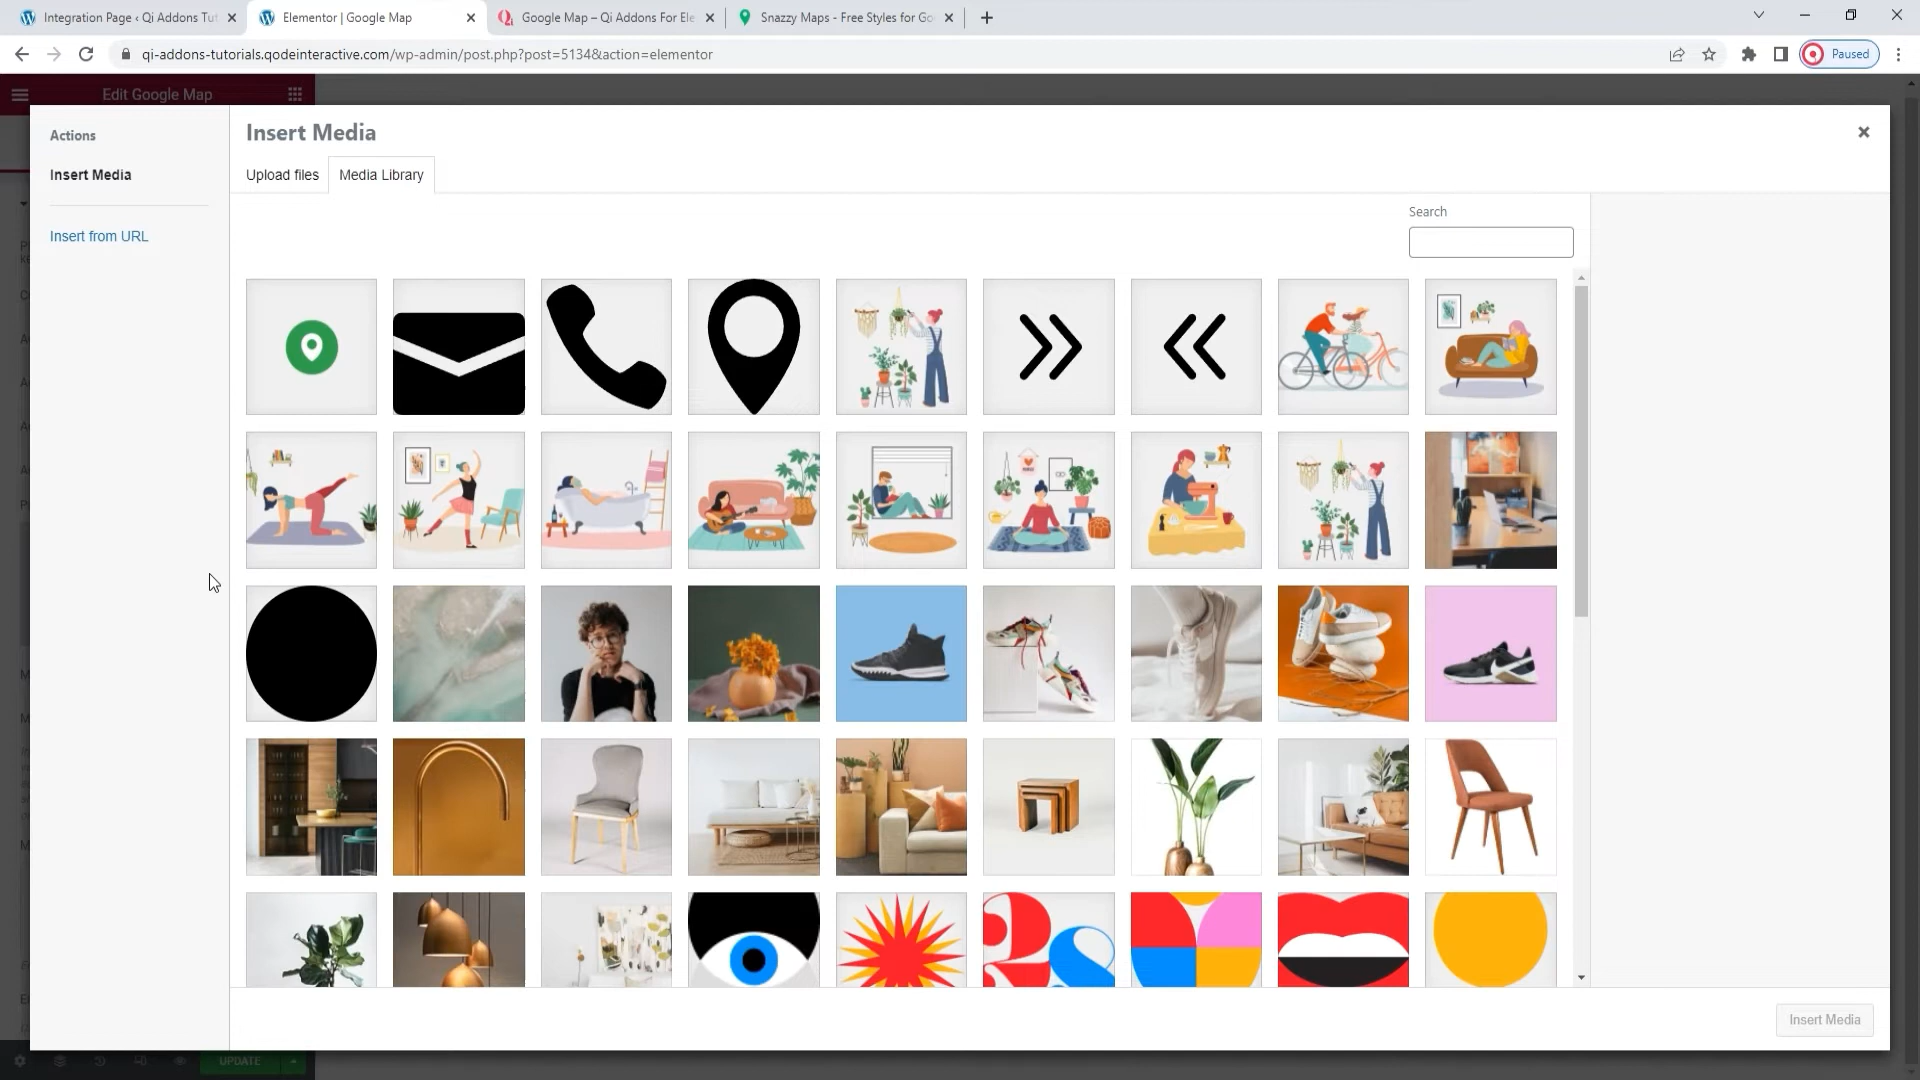 Integration Page ‹ Qi Addons Tut
Elementor | Google Map
Google Map – Qi Addons For Ele
Snazzy Maps - Free Styles for Go
qi-addons-tutorials.qodeinteractive.com/wp-admin/post.php?post=5134&action=elementor
Paused
Edit Google Map
Actions
Insert Media
Insert from URL
Insert Media
Upload files
Media Library
Search
Insert Media
UPDATE